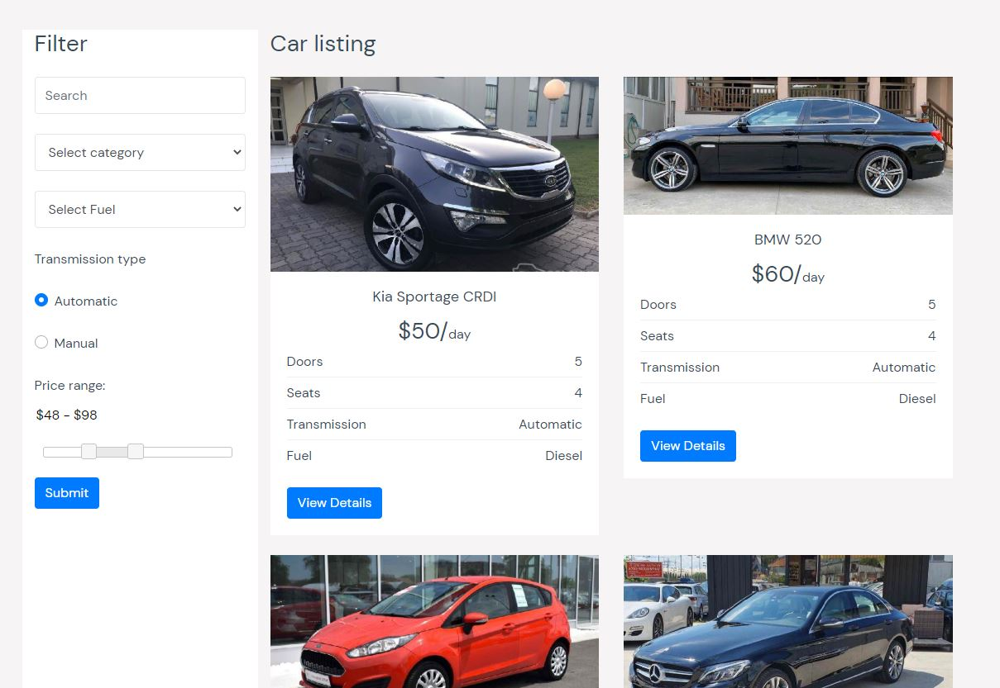 Filter
Search
Select category
Select Fuel
Transmission type
Automatic
Manual
Price range:
$48 - $98
Submit
Car listing
Kia Sportage CRDI
$50/day
Doors 5
Seats 4
Transmission Automatic
Fuel Diesel
View Details
BMW 520
$60/day
Doors 5
Seats 4
Transmission Automatic
Fuel Diesel
View Details